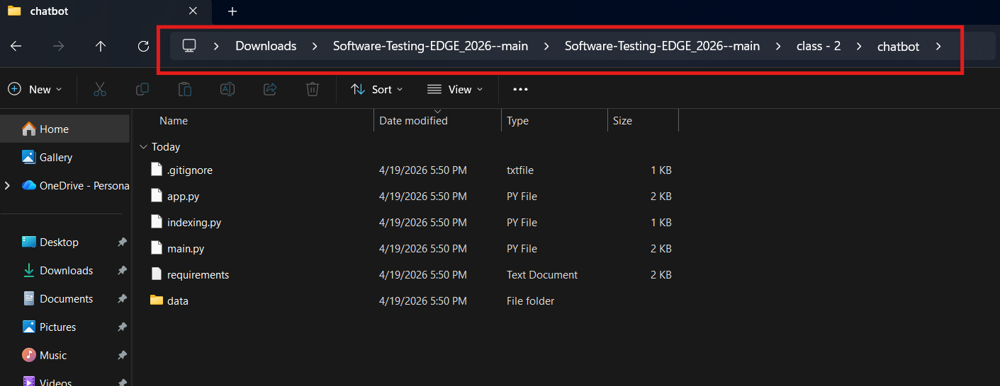 chatbot
Downloads Software-Testing-EDGE_2026--main Software-Testing-EDGE_2026--main class - 2 chatbot
New Sort View
Name Date modified Type Size
Home
Gallery
OneDrive - Persona
Desktop
Downloads
Documents
Pictures
Music
Videos
Today
.gitignore 4/19/2026 5:50 PM txtfile 1 KB
app.py 4/19/2026 5:50 PM PY File 2 KB
indexing.py 4/19/2026 5:50 PM PY File 1 KB
main.py 4/19/2026 5:50 PM PY File 2 KB
requirements 4/19/2026 5:50 PM Text Document 2 KB
data 4/19/2026 5:50 PM File folder